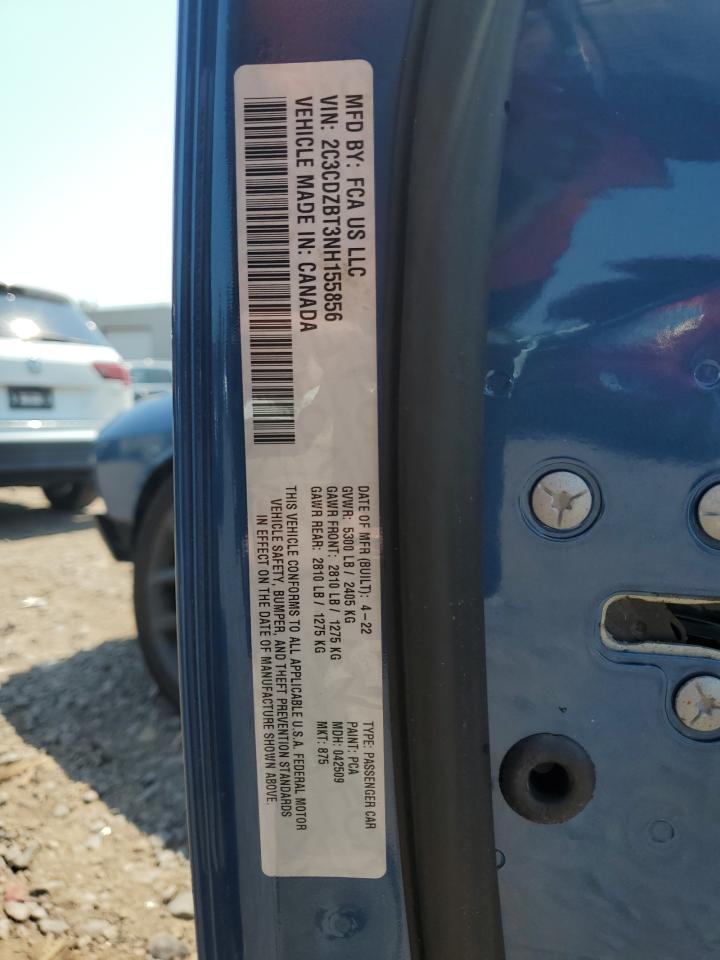 MFD BY: FCA US LLC
VIN: 2C3CDZBT3NH155856
VEHICLE MADE IN: CANADA
DATE OF MFR (BUILT): 4-22
GVWR: 5300 LB / 2405 KG
GAWR FRONT: 2810 LB / 1275 KG
GAWR REAR: 2810 LB / 1275 KG
TYPE: PASSENGER CAR
PAINT: PCA
MDH: 042509
MKT: 875
THIS VEHICLE CONFORMS TO ALL APPLICABLE U.S.A. FEDERAL MOTOR
VEHICLE SAFETY, BUMPER, AND THEFT PREVENTION STANDARDS
IN EFFECT ON THE DATE OF MANUFACTURE SHOWN ABOVE.